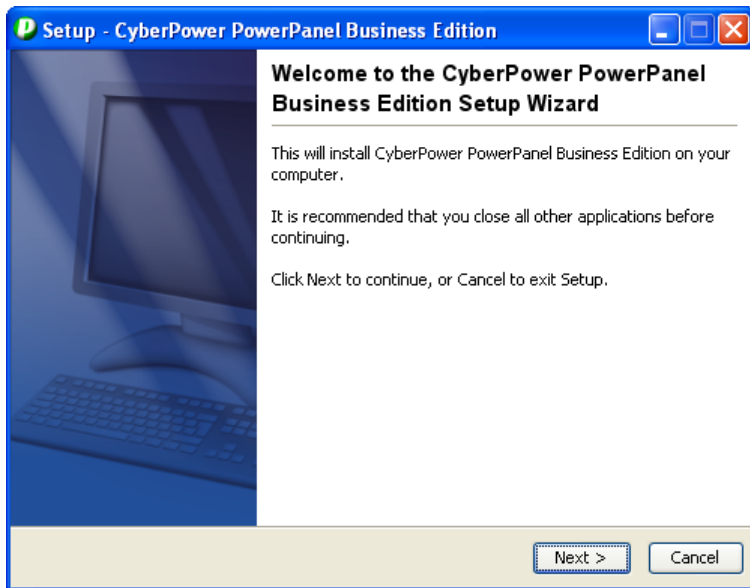 Setup - CyberPower PowerPanel Business Edition
Welcome to the CyberPower PowerPanel
Business Edition Setup Wizard
This will install CyberPower PowerPanel Business Edition on your
computer.
It is recommended that you close all other applications before
continuing.
Click Next to continue, or Cancel to exit Setup.
Next >
Cancel